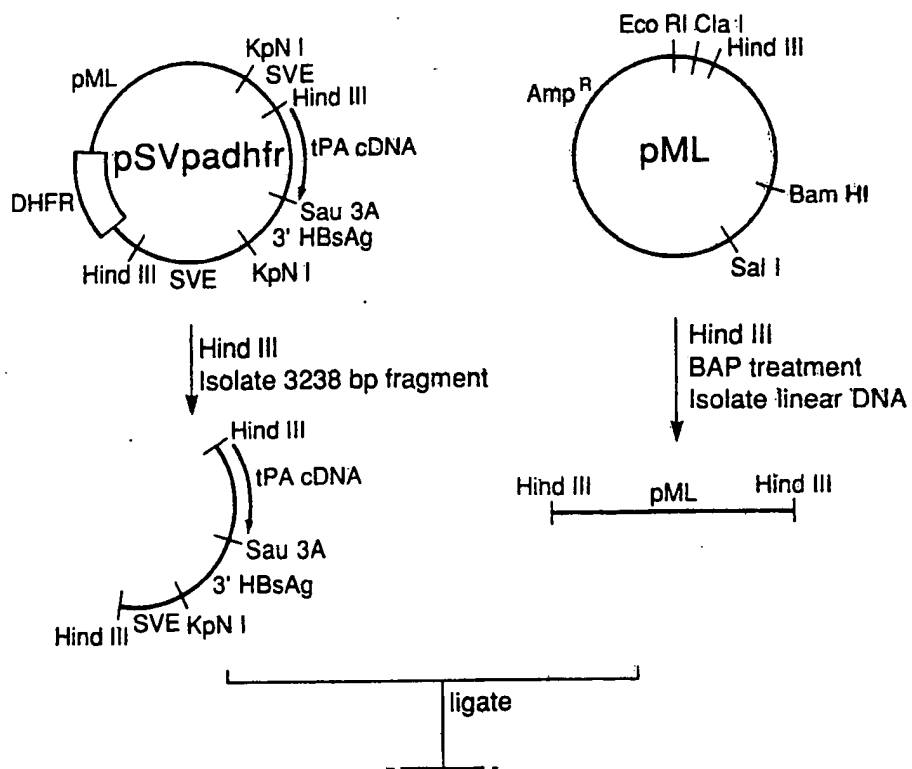 KpN I
SVE
Hind III
pML
tPA cDNA
pSVpadhfr
DHFR
Sau 3A
3' HBsAg
Hind III
SVE
KpN I
Eco RI Cla I
Hind III
Amp R
pML
Bam HI
Sal I
Hind III
Isolate 3238 bp fragment
Hind III
BAP treatment
Isolate linear DNA
Hind III
tPA cDNA
Sau 3A
3' HBsAg
Hind III
SVE
KpN I
Hind III
pML
Hind III
ligate